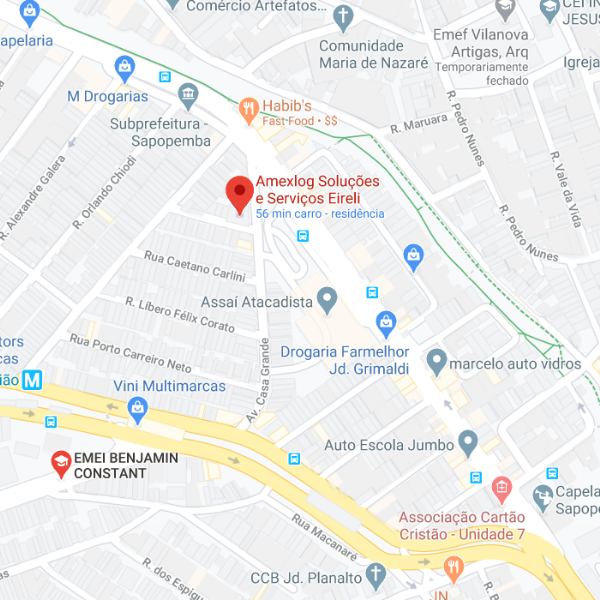 Comércio Artefatos...
CEI IN
JESUS
apelaria
Comunidade
Maria de Nazaré
Emef Vilanova
Artigas, Arq
Temporariamente
fechado
Igreja
M Drogarias
Habib's
Fast Food • $$
Subprefeitura -
Sapopemba
R. Maruara
R. Pedro Nunes
R. Vale da Vida
R. Alexandre Galera
R. Orlando Chiodi
Amexlog Soluções
e Serviços Eireli
56 min carro - residência
R. Pedro Nunes
Rua Caetano Carlini
R. Líbero Félix Corato
Assaí Atacadista
Rua Porto Carreiro Neto
Av. Casa Grande
Drogaria Farmelhor
Jd. Grimaldi
marcelo auto vidros
tors
cas
ião M
Vini Multimarcas
Auto Escola Jumbo
EMEI BENJAMIN
CONSTANT
Capela
Sapope
Associação Cartão
Cristão - Unidade 7
Rua Macanaré
R. dos Espigu
CCB Jd. Planalto
IN